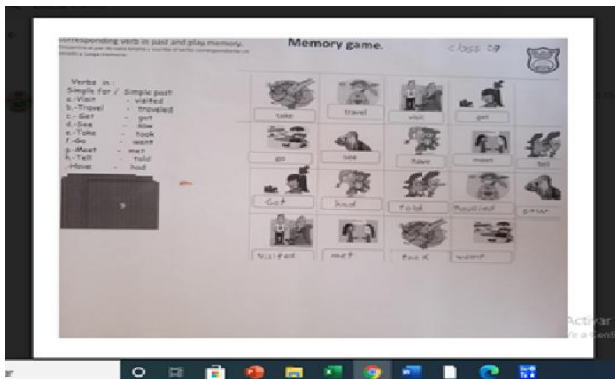 corresponding verb in past and play memory.
Memory game.
class 09
Verbs in:
Simple for / Simple past
a.-Visit - visited
b.-Travel - traveled
c.- Get - got
d.-See - saw
e.-Take - took
f.-Go - went
g.-Meet - met
h.-Tell - told
-Have - had
take
travel
visit
get
go
see
have
meet
tell
Got
had
told
traveled
saw
visited
met
took
went
Activar